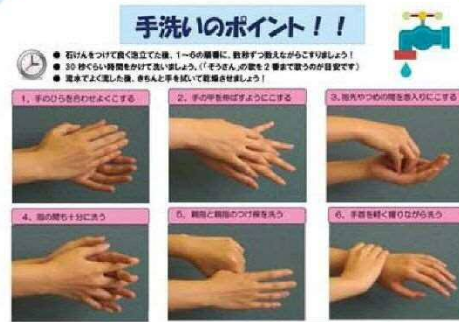 手洗いのポイント！！
● 石けんをつけて良く泡立てた後、1～6の順番に、数秒ずつ数えながらこすりましょう！
● 30秒くらい時間をかけて洗いましょう。(「ぞうさん」の歌を2番まで歌うのが目安です)
● 流水でよく流した後、きちんと手を拭いて乾燥させましょう！
1、手のひらを合わせよくこする
2、手の甲を伸ばすようにこする
3、指先やつめの間を念入りにこする
4、指の間も十分に洗う
5、親指と親指のつけ根を洗う
6、手首を軽く握りながら洗う